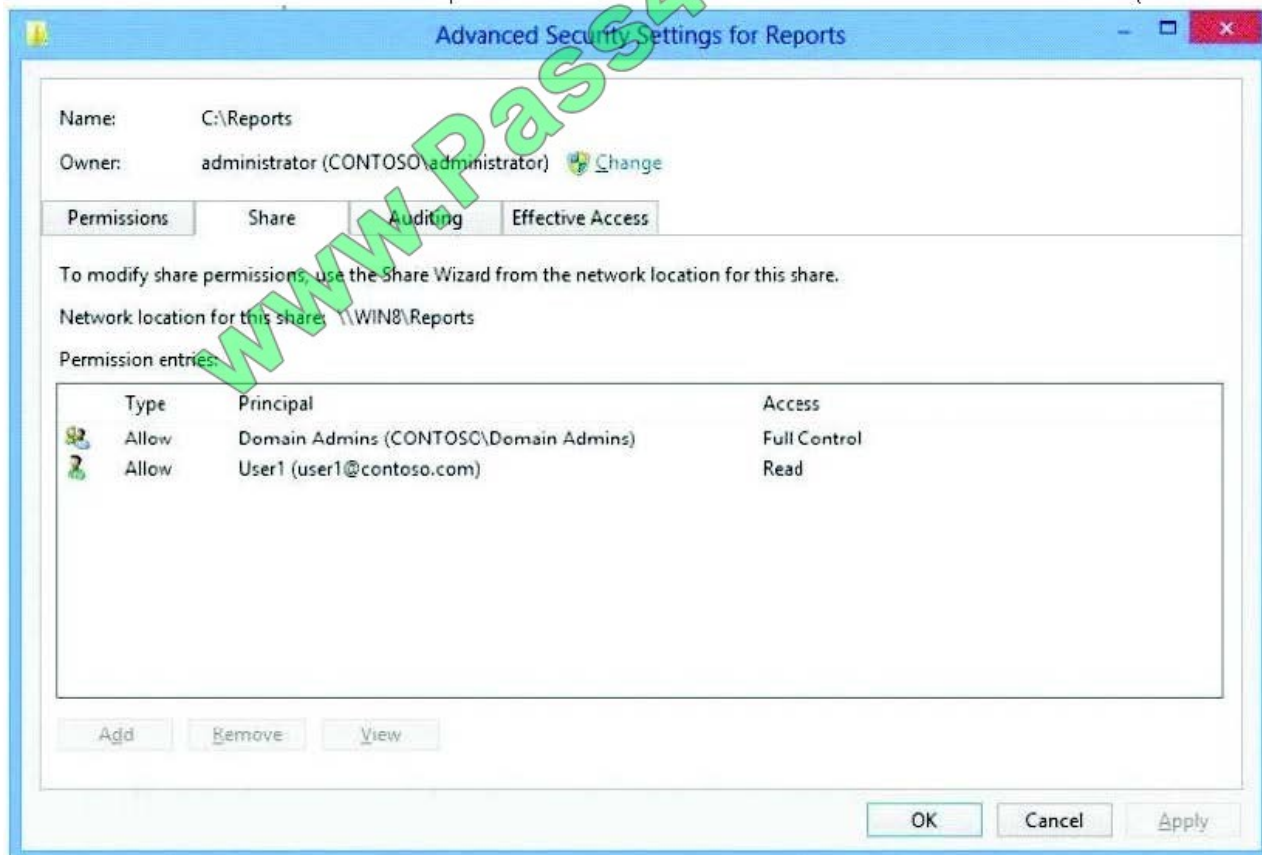 Advanced Security Settings for Reports
Name: C:\Reports
Owner: administrator (CONTOSO\administrator) Change
Permissions Share Auditing Effective Access
To modify share permissions, use the Share Wizard from the network location for this share.
Network location for this share: \\WIN8\Reports
Permission entries:
Type Principal Access
Allow Domain Admins (CONTOSO\Domain Admins) Full Control
Allow User1 (user1@contoso.com) Read
Add Remove View
OK Cancel Apply
www.Pass4